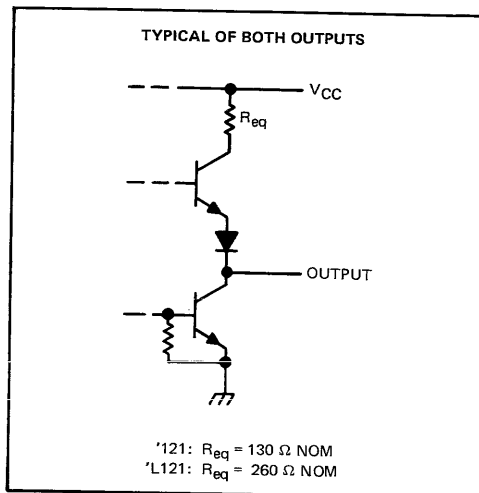 TYPICAL OF BOTH OUTPUTS
VCC
Req
OUTPUT
'121: Req = 130 Ω NOM
'L121: Req = 260 Ω NOM